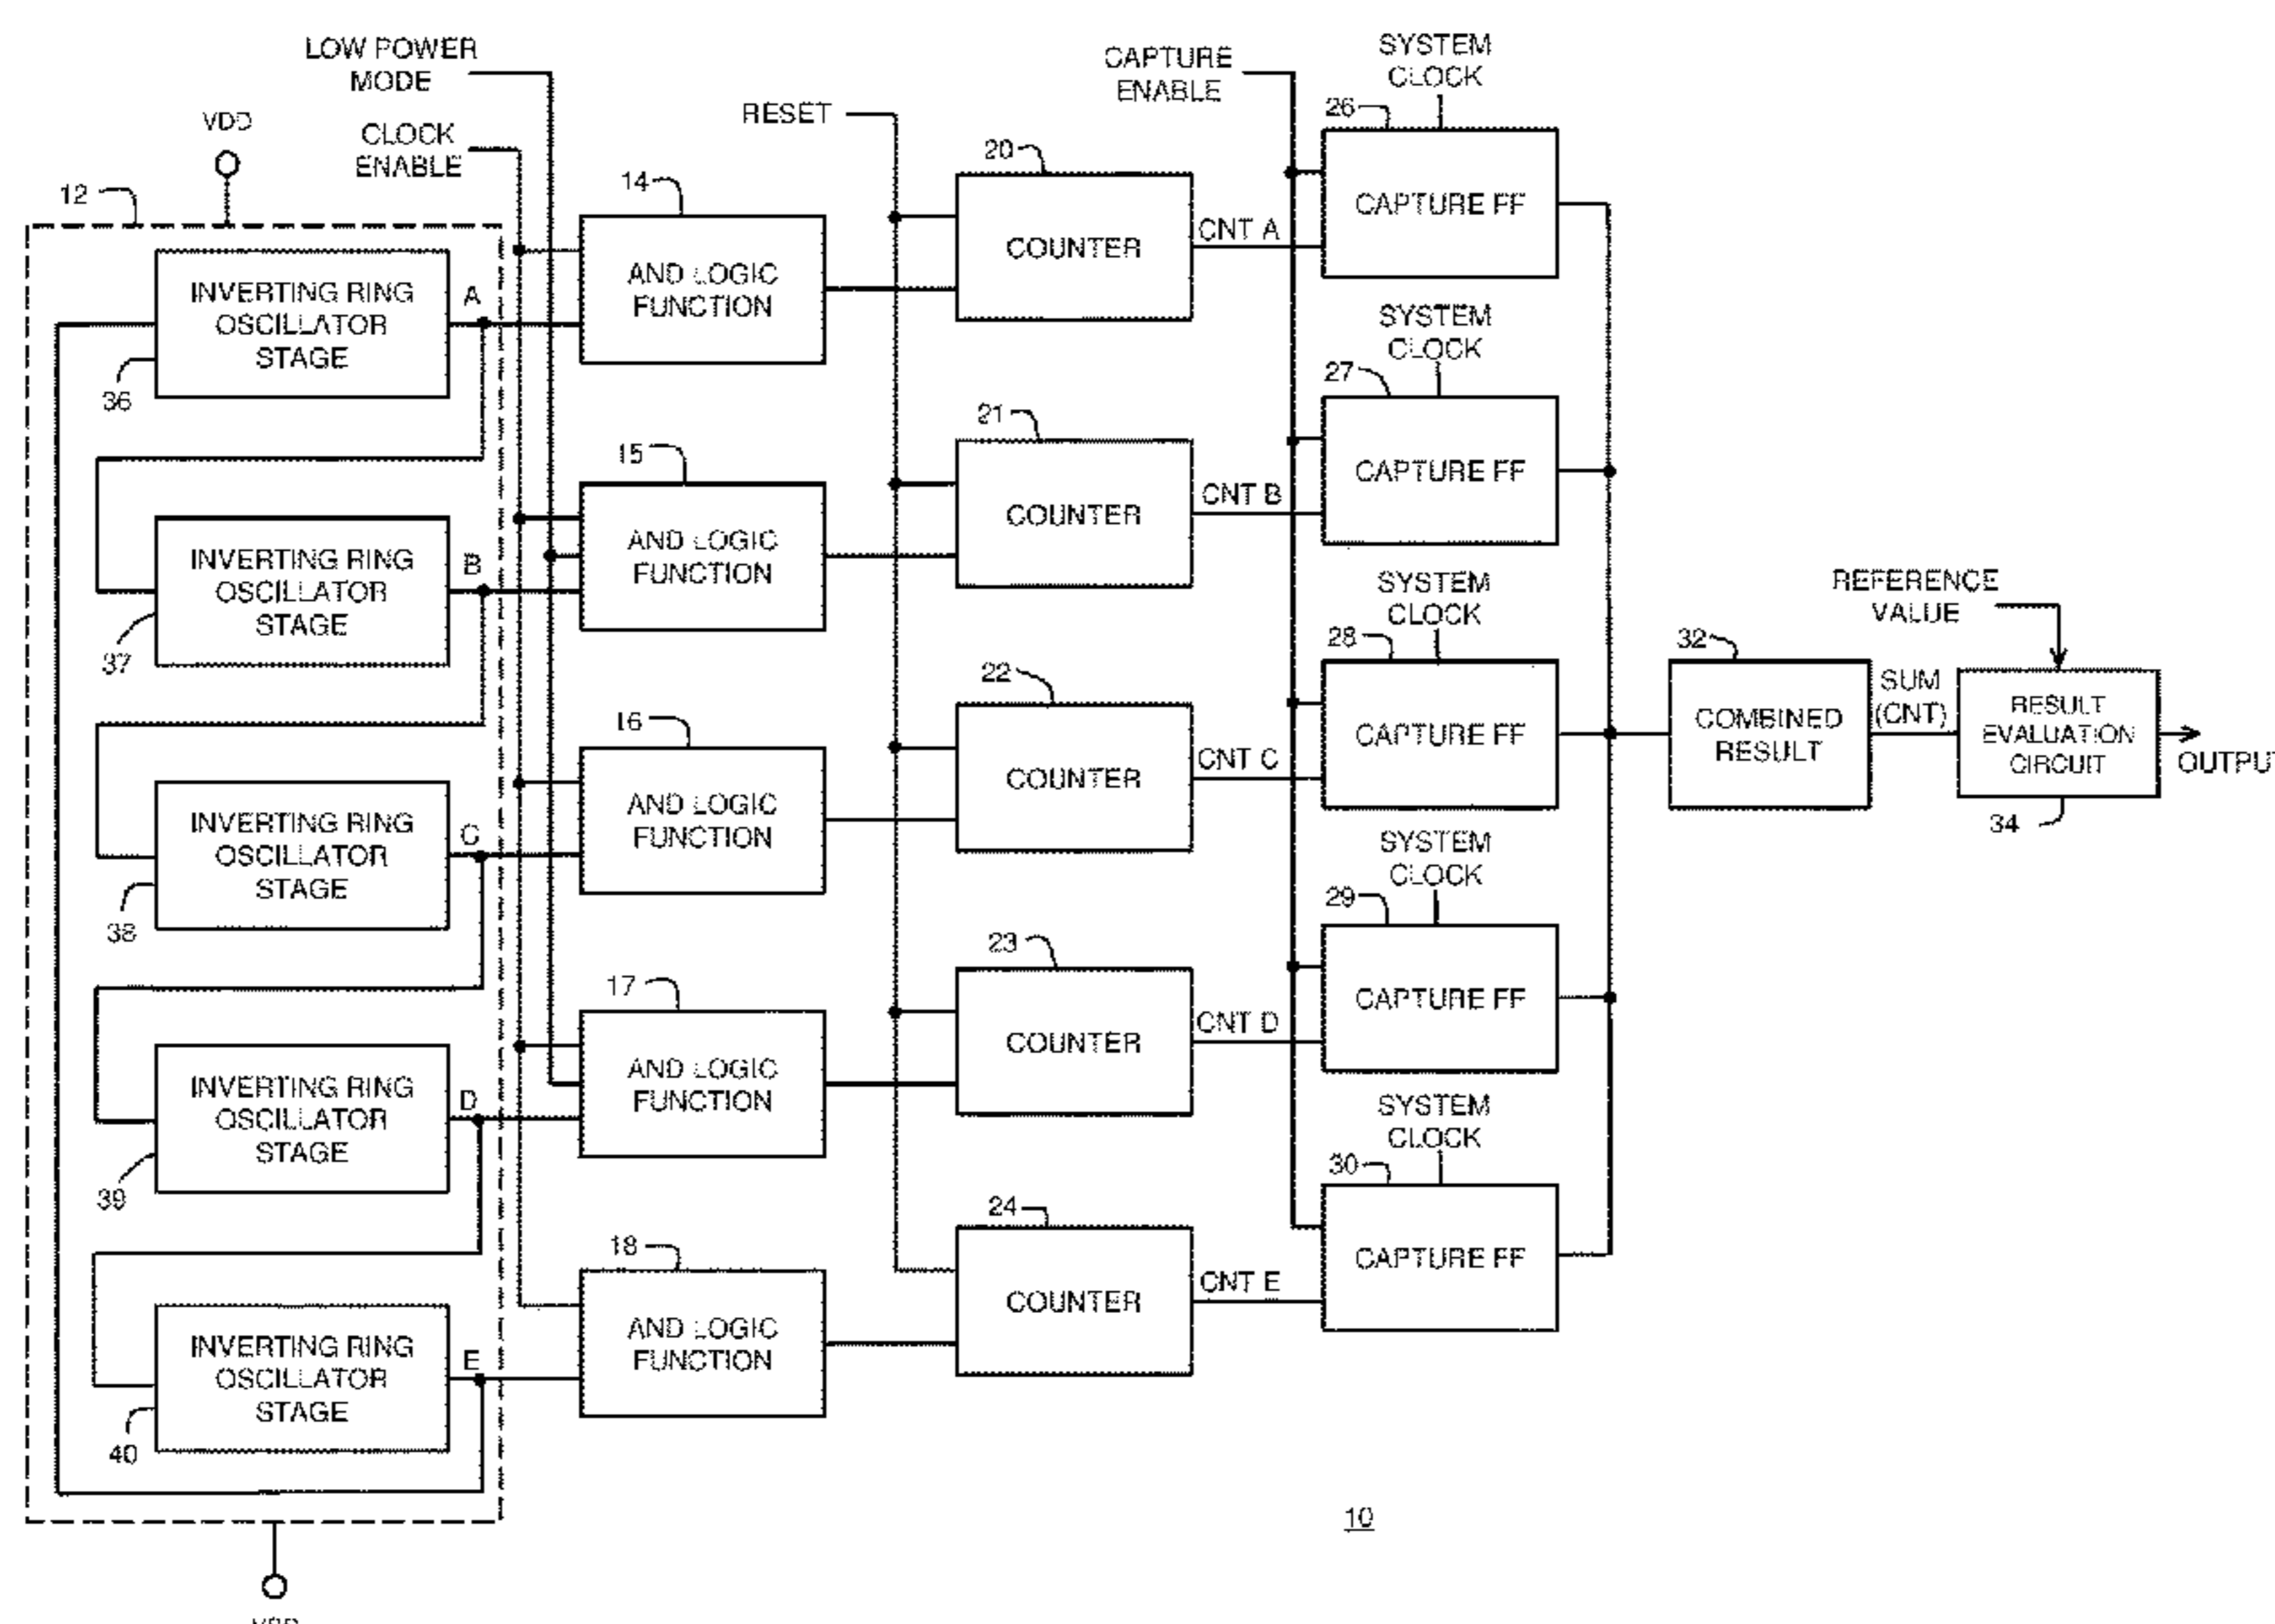 LOW POWER
MODE
CLOCK
ENABLE
VDD
12
RESET
CAPTURE
ENABLE
SYSTEM
CLOCK
26
CAPTURE FF
14
AND LOGIC
FUNCTION
20
COUNTER
CNT A
INVERTING RING
OSCILLATOR
STAGE
A
36
SYSTEM
CLOCK
27
CAPTURE FF
15
AND LOGIC
FUNCTION
21
COUNTER
CNT B
INVERTING RING
OSCILLATOR
STAGE
B
37
SYSTEM
CLOCK
28
CAPTURE FF
16
AND LOGIC
FUNCTION
22
COUNTER
CNT C
INVERTING RING
OSCILLATOR
STAGE
C
38
REFERENCE
VALUE
32
COMBINED
RESULT
SUM
(CNT)
RESULT
EVALUATION
CIRCUIT
34
OUTPU
SYSTEM
CLOCK
29
CAPTURE FF
17
AND LOGIC
FUNCTION
23
COUNTER
CNT D
INVERTING RING
OSCILLATOR
STAGE
D
39
SYSTEM
CLOCK
30
CAPTURE FF
18
AND LOGIC
FUNCTION
24
COUNTER
CNT E
INVERTING RING
OSCILLATOR
STAGE
E
40
10